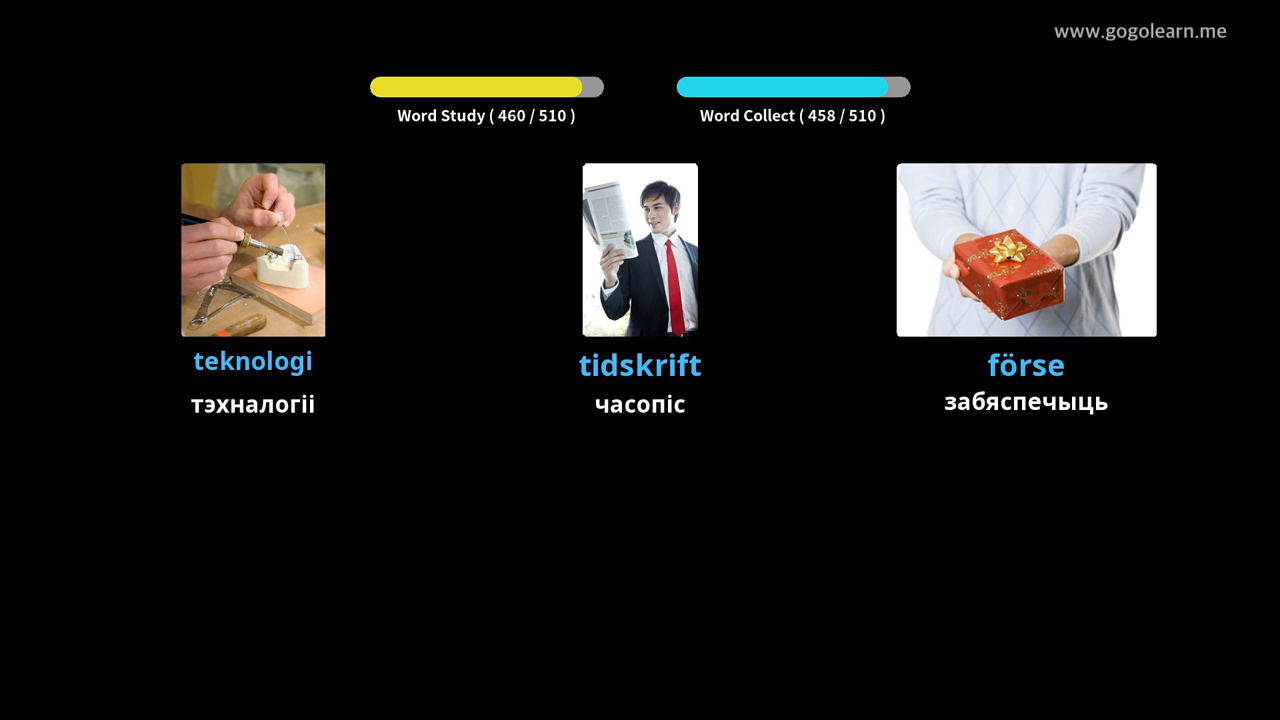 www.gogolearn.me
Word Study ( 460 / 510 )
Word Collect ( 458 / 510 )
teknologi
тэхналогіі
tidskrift
часопіс
förse
забяспечыць